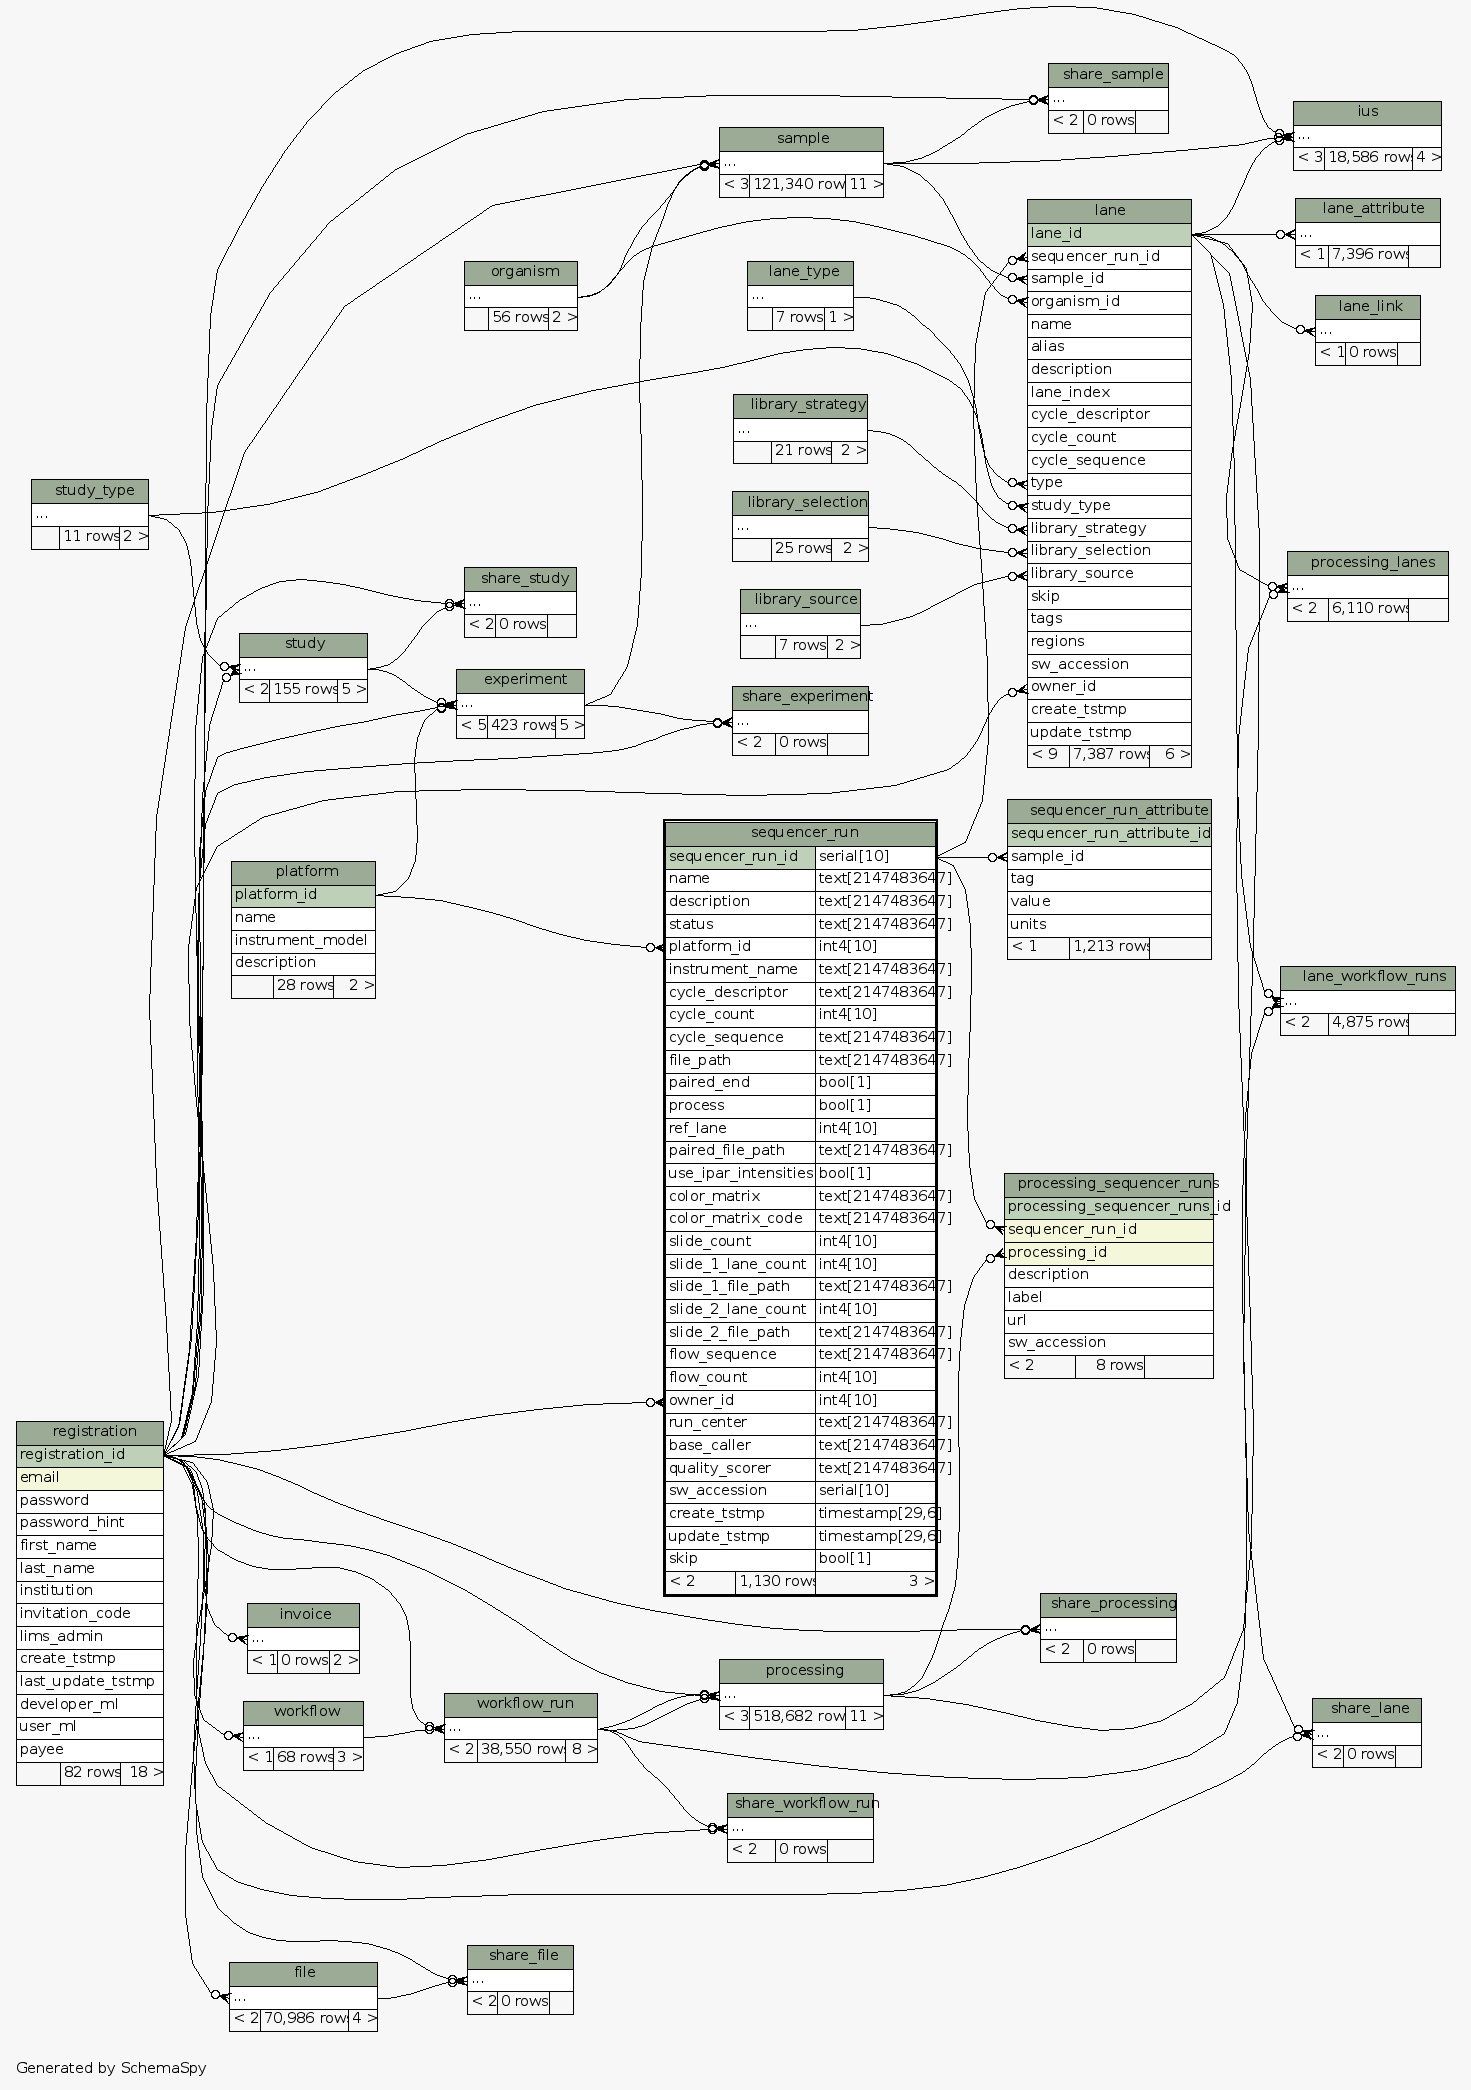 share_sample
...
< 2 0 rows
ius
...
< 3 18,586 rows 4 >
sample
...
< 3 121,340 row 11 >
lane_attribute
...
< 1 7,396 rows
lane
lane_id
sequencer_run_id
sample_id
organism_id
name
alias
description
lane_index
cycle_descriptor
cycle_count
cycle_sequence
type
study_type
library_strategy
library_selection
library_source
skip
tags
regions
sw_accession
owner_id
create_tstmp
update_tstmp
< 9 7,387 rows 6 >
organism
...
56 rows 2 >
lane_type
...
7 rows 1 >
lane_link
...
< 1 0 rows
library_strategy
...
21 rows 2 >
study_type
...
11 rows 2 >
library_selection
...
25 rows 2 >
processing_lanes
...
< 2 6,110 rows
share_study
...
< 2 0 rows
library_source
...
7 rows 2 >
study
...
< 2 155 rows 5 >
experiment
...
< 5 423 rows 5 >
share_experiment
...
< 2 0 rows
sequencer_run_attribute
sequencer_run_attribute_id
sample_id
tag
value
units
< 1 1,213 rows
platform
platform_id
name
instrument_model
description
28 rows 2 >
sequencer_run
sequencer_run_id serial[10]
name text[2147483647]
description text[2147483647]
status text[2147483647]
platform_id int4[10]
instrument_name text[2147483647]
cycle_descriptor text[2147483647]
cycle_count int4[10]
cycle_sequence text[2147483647]
file_path text[2147483647]
paired_end bool[1]
process bool[1]
ref_lane int4[10]
paired_file_path text[2147483647]
use_ipar_intensities bool[1]
color_matrix text[2147483647]
color_matrix_code text[2147483647]
slide_count int4[10]
slide_1_lane_count int4[10]
slide_1_file_path text[2147483647]
slide_2_lane_count int4[10]
slide_2_file_path text[2147483647]
flow_sequence text[2147483647]
flow_count int4[10]
owner_id int4[10]
run_center text[2147483647]
base_caller text[2147483647]
quality_scorer text[2147483647]
sw_accession serial[10]
create_tstmp timestamp[29,6]
update_tstmp timestamp[29,6]
skip bool[1]
< 2 1,130 rows 3 >
lane_workflow_runs
...
< 2 4,875 rows
processing_sequencer_runs
processing_sequencer_runs_id
sequencer_run_id
processing_id
description
label
url
sw_accession
< 2 8 rows
registration
registration_id
email
password
password_hint
first_name
last_name
institution
invitation_code
lims_admin
create_tstmp
last_update_tstmp
developer_ml
user_ml
payee
82 rows 18 >
invoice
...
< 1 0 rows 2 >
share_processing
...
< 2 0 rows
processing
...
< 3 518,682 row 11 >
workflow
...
< 1 68 rows 3 >
workflow_run
...
< 2 38,550 rows 8 >
share_lane
...
< 2 0 rows
share_workflow_run
...
< 2 0 rows
share_file
...
< 2 0 rows
file
...
< 2 70,986 rows 4 >
Generated by SchemaSpy